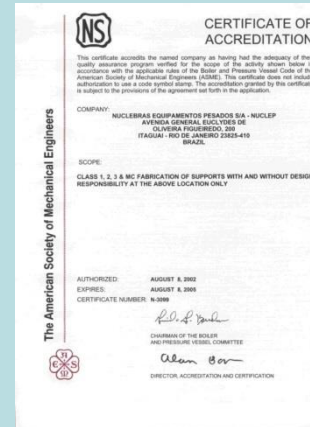 NS
CERTIFICATE OF
ACCREDITATION
This certificate accredits the named company as having had the adequacy of the
quality assurance program verified for the scope of the activity shown below
accordance with the applicable rules of the Boiler and Pressure Vessel Code of the
American Society of Mechanical Engineers (ASME). This certificate does not includ
authorization to use a code symbol stamp. The accreditation granted by this certificat
is subject to the provisions of the agreement set forth in the application.
COMPANY:
NUCLEBRAS EQUIPAMENTOS PESADOS S/A - NUCLEP
AVENIDA GENERAL EUCLYDES DE
OLIVEIRA FIGUEIREDO, 200
ITAGUAI - RIO DE JANEIRO 23825-410
BRAZIL
SCOPE:
CLASS 1, 2, 3 & MC FABRICATION OF SUPPORTS WITH AND WITHOUT DESIG
RESPONSIBILITY AT THE ABOVE LOCATION ONLY
AUTHORIZED: AUGUST 8, 2002
EXPIRES: AUGUST 8, 2005
CERTIFICATE NUMBER: N-3099
CHAIRMAN OF THE BOILER
AND PRESSURE VESSEL COMMITTEE
DIRECTOR, ACCREDITATION AND CERTIFICATION
The American Society of Mechanical Engineers